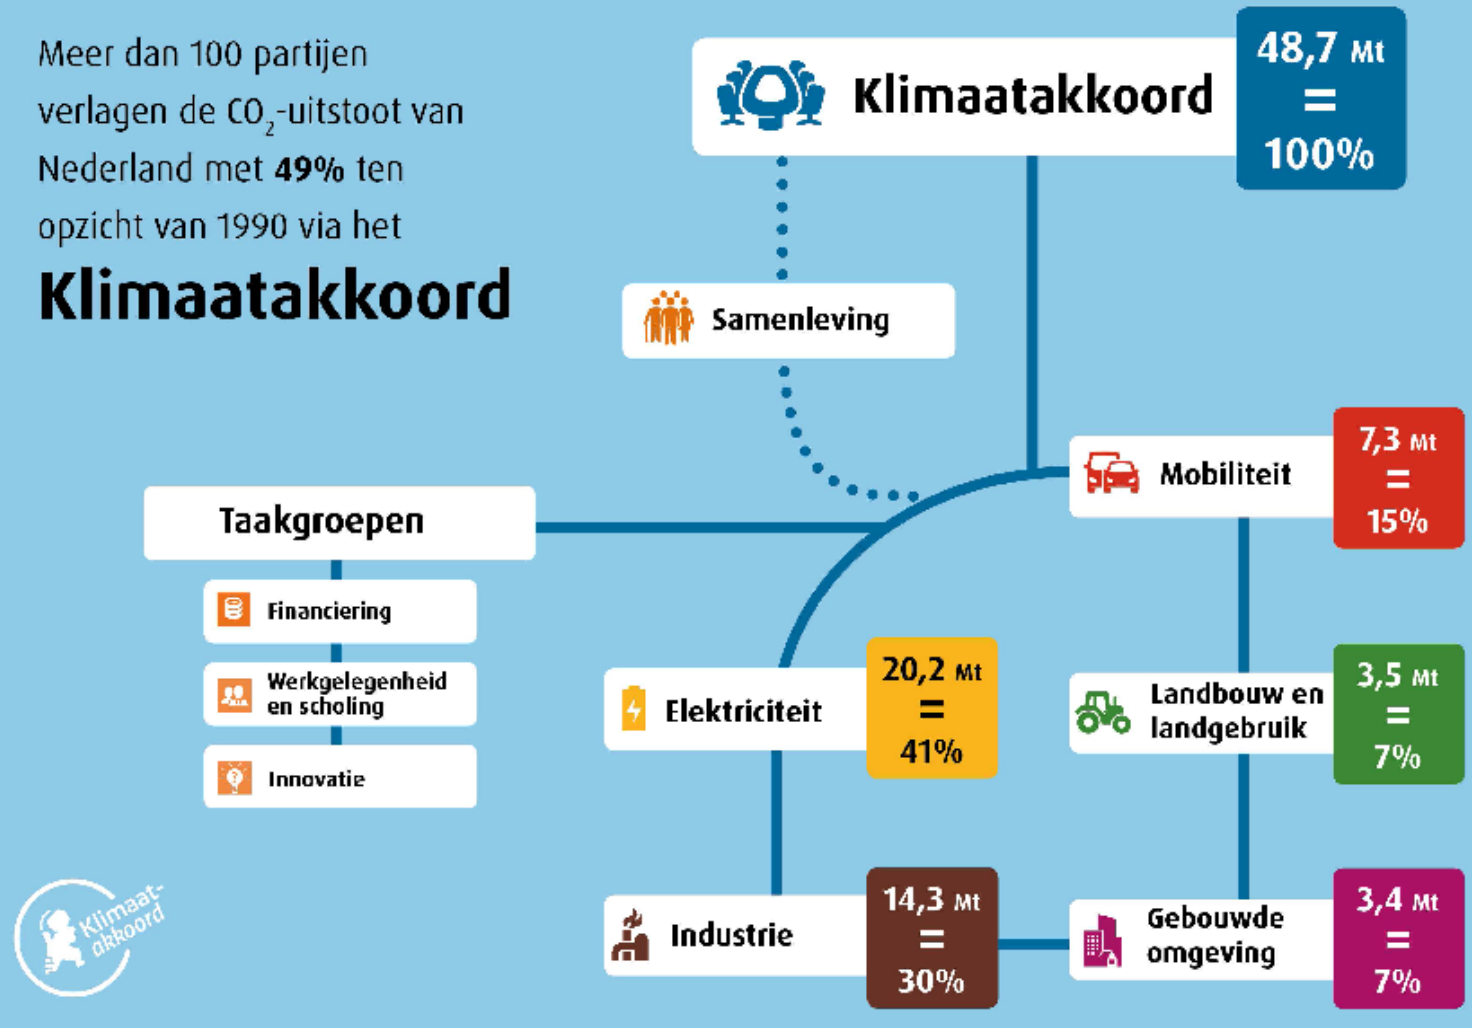 Meer dan 100 partijen
verlagen de CO₂-uitstoot van
Nederland met 49% ten
opzicht van 1990 via het
Klimaatakkoord
Klimaatakkoord
48,7 Mt
=
100%
Samenleving
Mobiliteit
7,3 Mt
=
15%
Taakgroepen
Financiering
Werkgelegenheid
en scholing
Innovatie
Elektriciteit
20,2 Mt
=
41%
Landbouw en
landgebruik
3,5 Mt
=
7%
Industrie
14,3 Mt
=
30%
Gebouwde
omgeving
3,4 Mt
=
7%
Klimaat-
akkoord